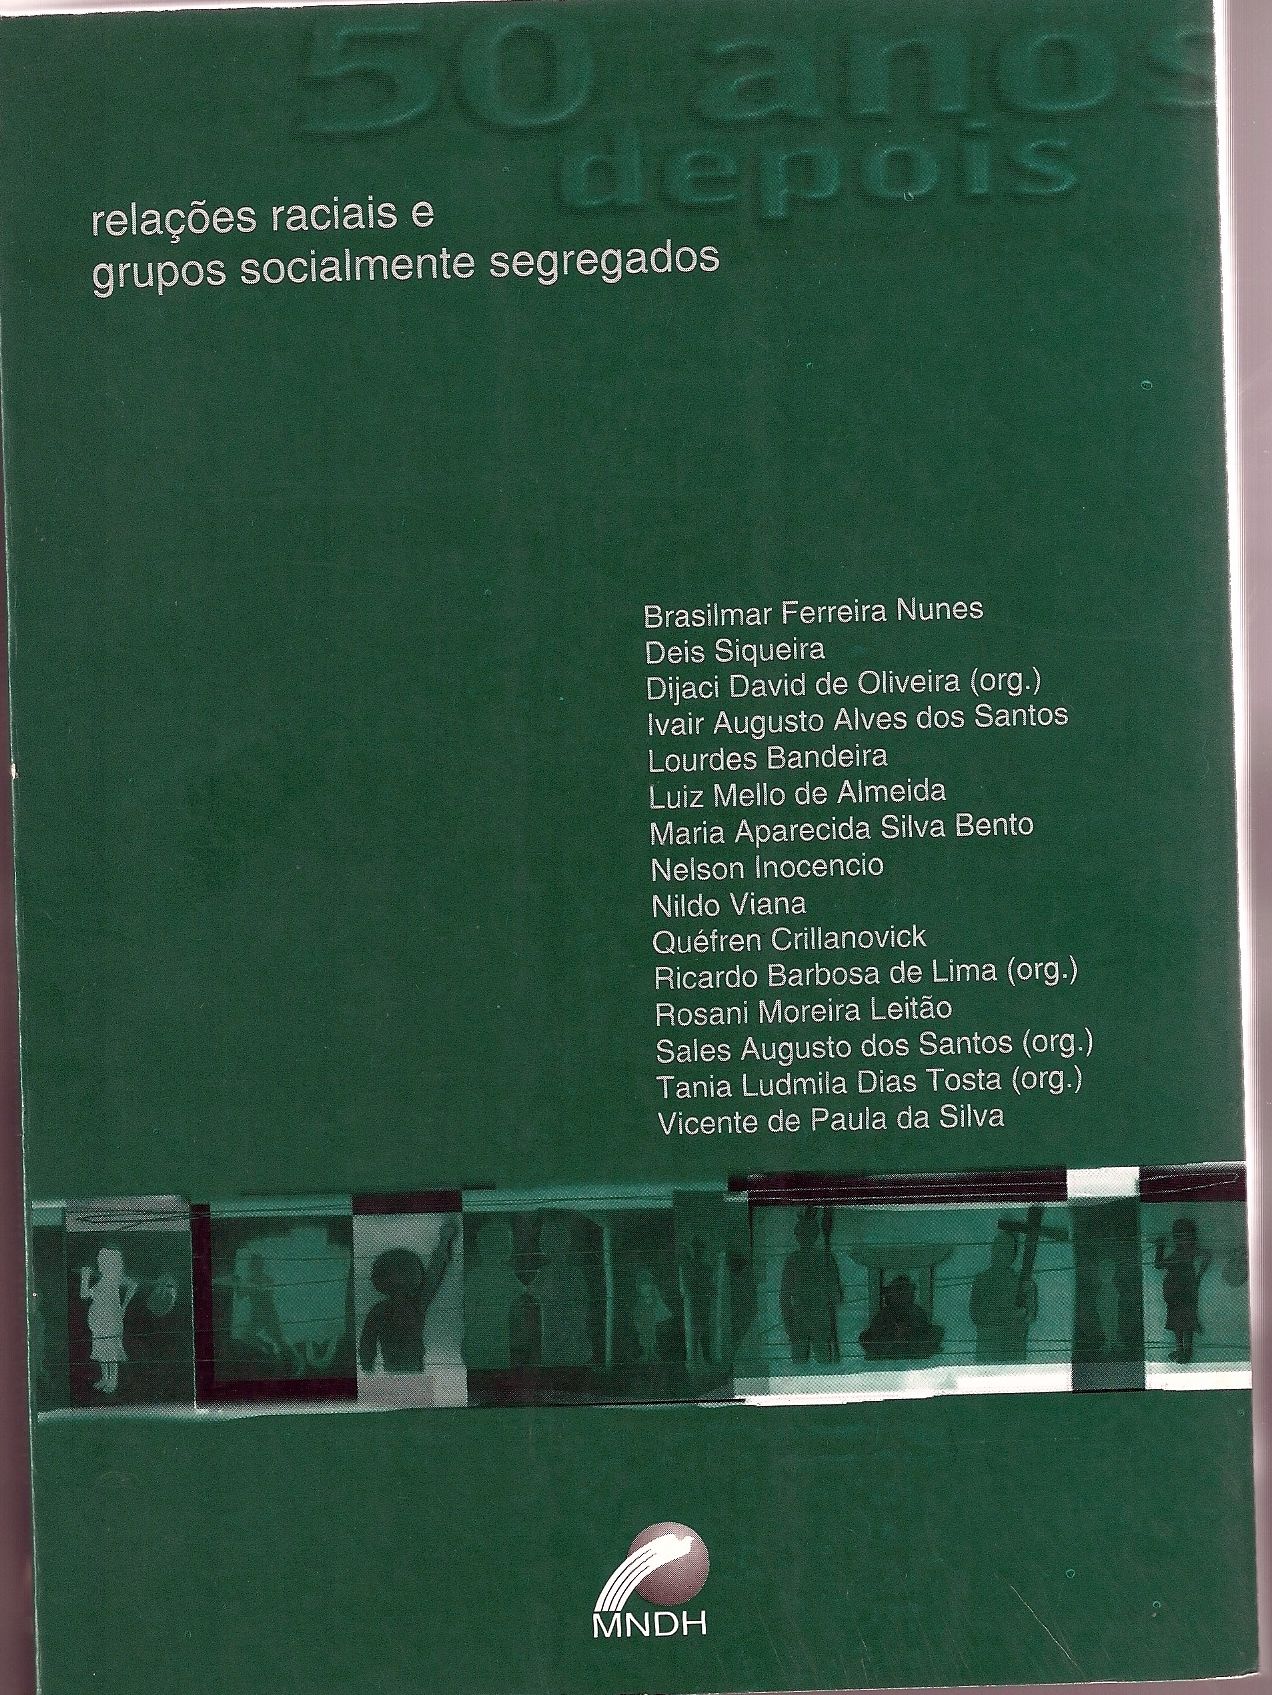 50 anos
depois
relações raciais e
grupos socialmente segregados
Brasilmar Ferreira Nunes
Deis Siqueira
Dijaci David de Oliveira (org.)
Ivair Augusto Alves dos Santos
Lourdes Bandeira
Luiz Mello de Almeida
Maria Aparecida Silva Bento
Nelson Inocencio
Nildo Viana
Quéfren Crillanovick
Ricardo Barbosa de Lima (org.)
Rosani Moreira Leitão
Sales Augusto dos Santos (org.)
Tania Ludmila Dias Tosta (org.)
Vicente de Paula da Silva
MNDH